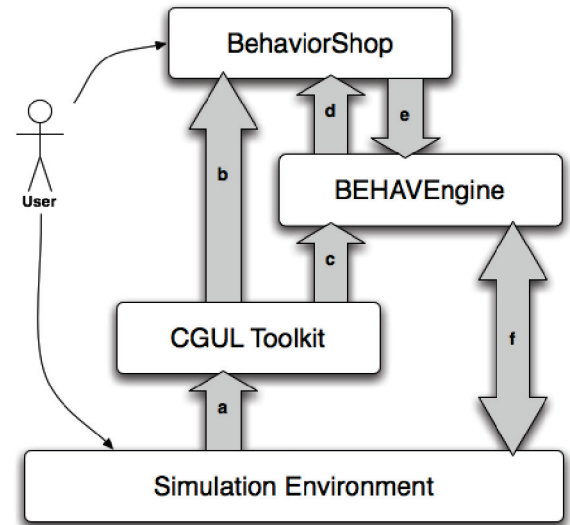 BehaviorShop
d
e
b
BEHAVEngine
User
c
CGUL Toolkit
f
a
Simulation Environment